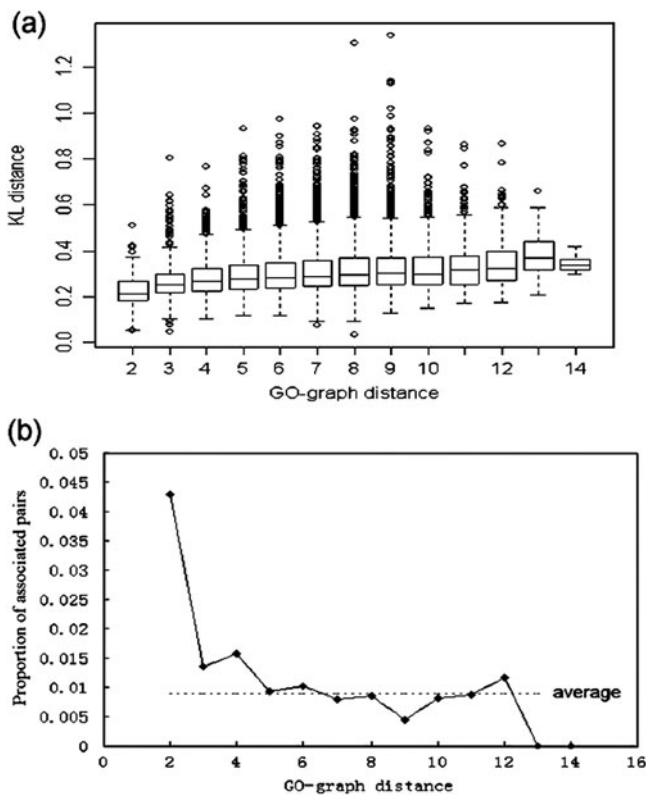 (a)
KL distance
1.2
1.0
0.8
0.6
0.4
0.2
0.0
2 3 4 5 6 7 8 9 10 12 14
GO-graph distance
(b)
Proportion of associated pairs
0.05
0.045
0.04
0.035
0.03
0.025
0.02
0.015
0.01
0.005
0
average
0 2 4 6 8 10 12 14 16
GO-graph distance